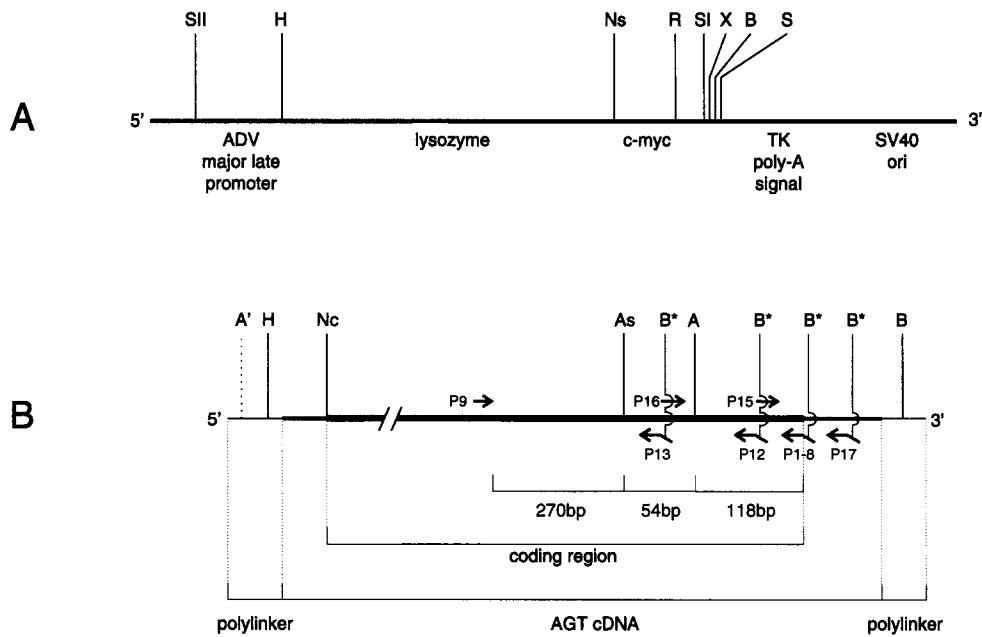 SII H Ns R SI X B S
A
5' 3'
ADV lysozyme c-myc TK SV40
major late poly-A ori
promoter signal
A' H Nc As B* A B* B* B* B
P9 P16 P15
B
5' 3'
P13 P12 P1-8 P17
270bp 54bp 118bp
coding region
polylinker AGT cDNA polylinker